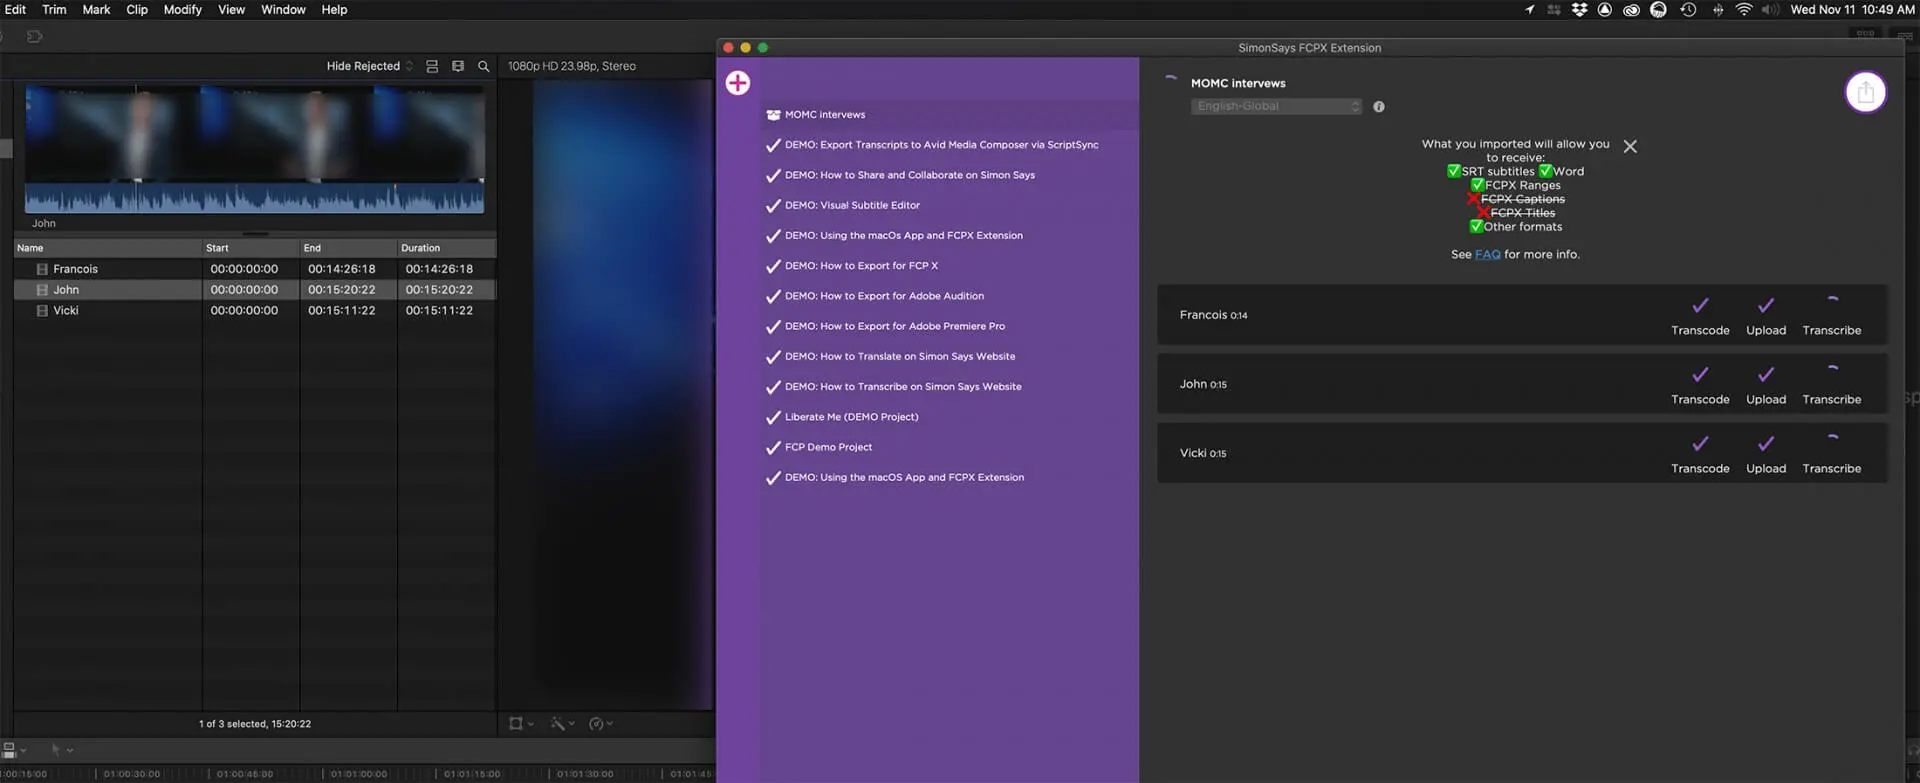 Edit Trim Mark Clip Modify View Window Help
Wed Nov 11 10:49 AM
Hide Rejected
1080p HD 23.98p, Stereo
John
Name Start End Duration
Francois 00:00:00:00 00:14:26:18 00:14:26:18
John 00:00:00:00 00:15:20:22 00:15:20:22
Vicki 00:00:00:00 00:15:11:22 00:15:11:22
1 of 3 selected, 15:20:22
:00:15:00 01:00:30:00 01:00:45:00 01:01:00:00 01:01:15:00 01:01:30:00 01:01:45
SimonSays FCPX Extension
MOMC intervews
DEMO: Export Transcripts to Avid Media Composer via ScriptSync
DEMO: How to Share and Collaborate on Simon Says
DEMO: Visual Subtitle Editor
DEMO: Using the macOs App and FCPX Extension
DEMO: How to Export for FCP X
DEMO: How to Export for Adobe Audition
DEMO: How to Export for Adobe Premiere Pro
DEMO: How to Translate on Simon Says Website
DEMO: How to Transcribe on Simon Says Website
Liberate Me (DEMO Project)
FCP Demo Project
DEMO: Using the macOS App and FCPX Extension
MOMC intervews
English-Global
What you imported will allow you
to receive:
✅SRT subtitles ✅Word
✅FCPX Ranges
❌FCPX Captions
❌FCPX Titles
✅Other formats
See FAQ for more info.
Francois 0:14
Transcode Upload Transcribe
John 0:15
Transcode Upload Transcribe
Vicki 0:15
Transcode Upload Transcribe